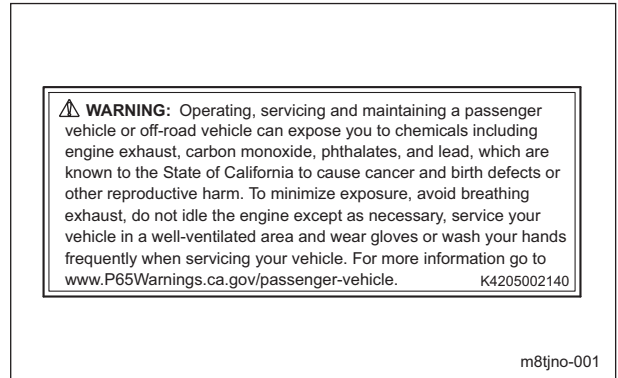 ⚠ WARNING: Operating, servicing and maintaining a passenger
vehicle or off-road vehicle can expose you to chemicals including
engine exhaust, carbon monoxide, phthalates, and lead, which are
known to the State of California to cause cancer and birth defects or
other reproductive harm. To minimize exposure, avoid breathing
exhaust, do not idle the engine except as necessary, service your
vehicle in a well-ventilated area and wear gloves or wash your hands
frequently when servicing your vehicle. For more information go to
www.P65Warnings.ca.gov/passenger-vehicle. K4205002140
m8tjno-001